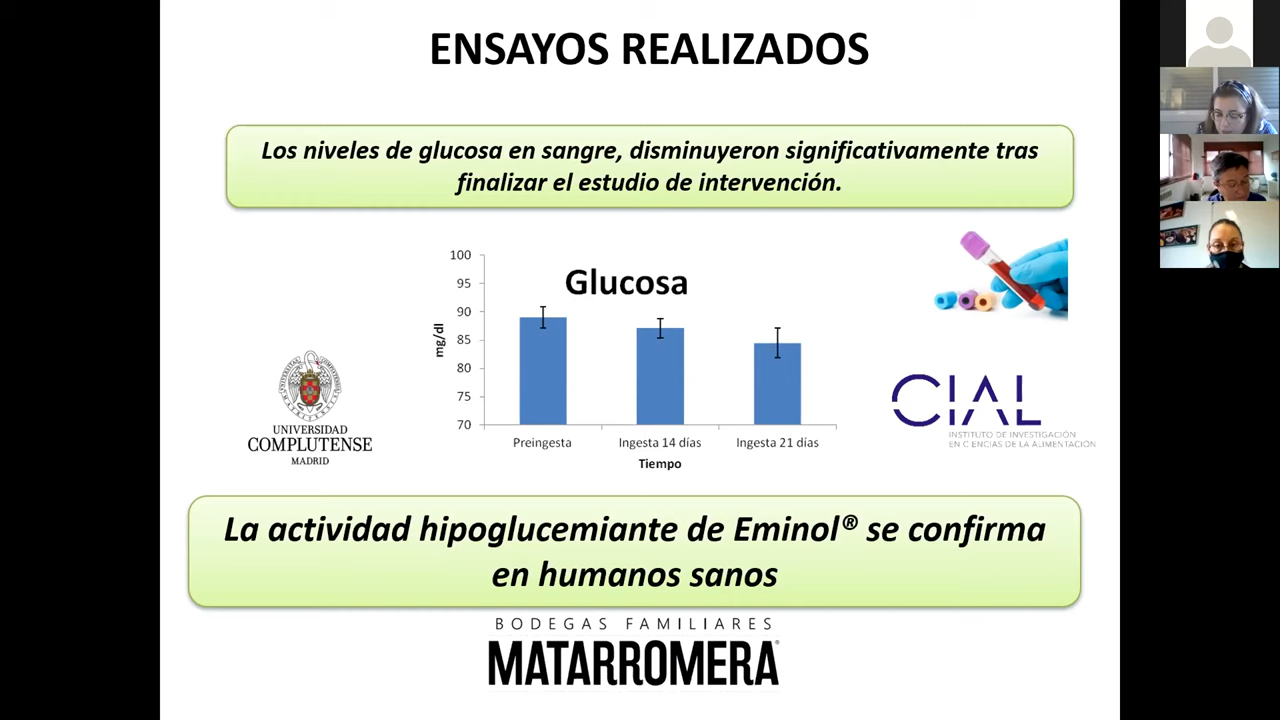 ENSAYOS REALIZADOS
Los niveles de glucosa en sangre, disminuyeron significativamente tras
finalizar el estudio de intervención.
Glucosa
100
95
90
85
80
75
70
mg/dl
Preingesta
Ingesta 14 días
Ingesta 21 días
Tiempo
UNIVERSIDAD
COMPLUTENSE
MADRID
CIAL
INSTITUTO DE INVESTIGACIÓN
EN CIENCIAS DE LA ALIMENTACIÓN
La actividad hipoglucemiante de Eminol® se confirma
en humanos sanos
BODEGAS FAMILIARES
MATARROMERA®